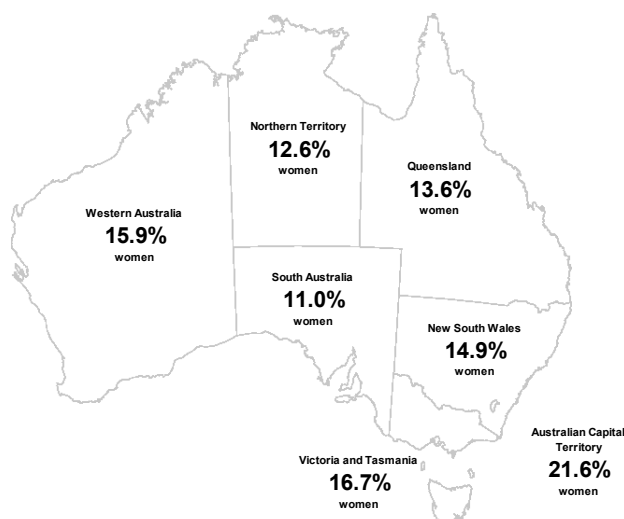 Northern Territory
12.6%
women
Queensland
13.6%
women
Western Australia
15.9%
women
South Australia
11.0%
women
New South Wales
14.9%
women
Australian Capital
Territory
21.6%
women
Victoria and Tasmania
16.7%
women